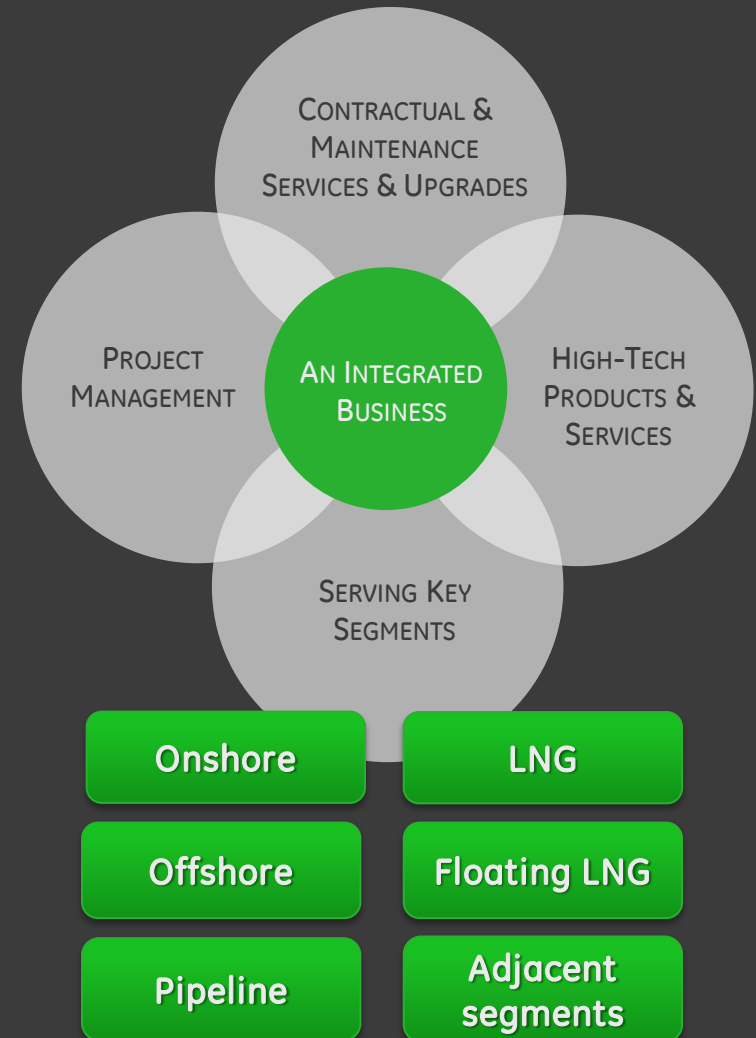 CONTRACTUAL &
MAINTENANCE
SERVICES & UPGRADES
PROJECT
MANAGEMENT
AN INTEGRATED
BUSINESS
HIGH-TECH
PRODUCTS &
SERVICES
SERVING KEY
SEGMENTS
Onshore
LNG
Offshore
Floating LNG
Pipeline
Adjacent
segments